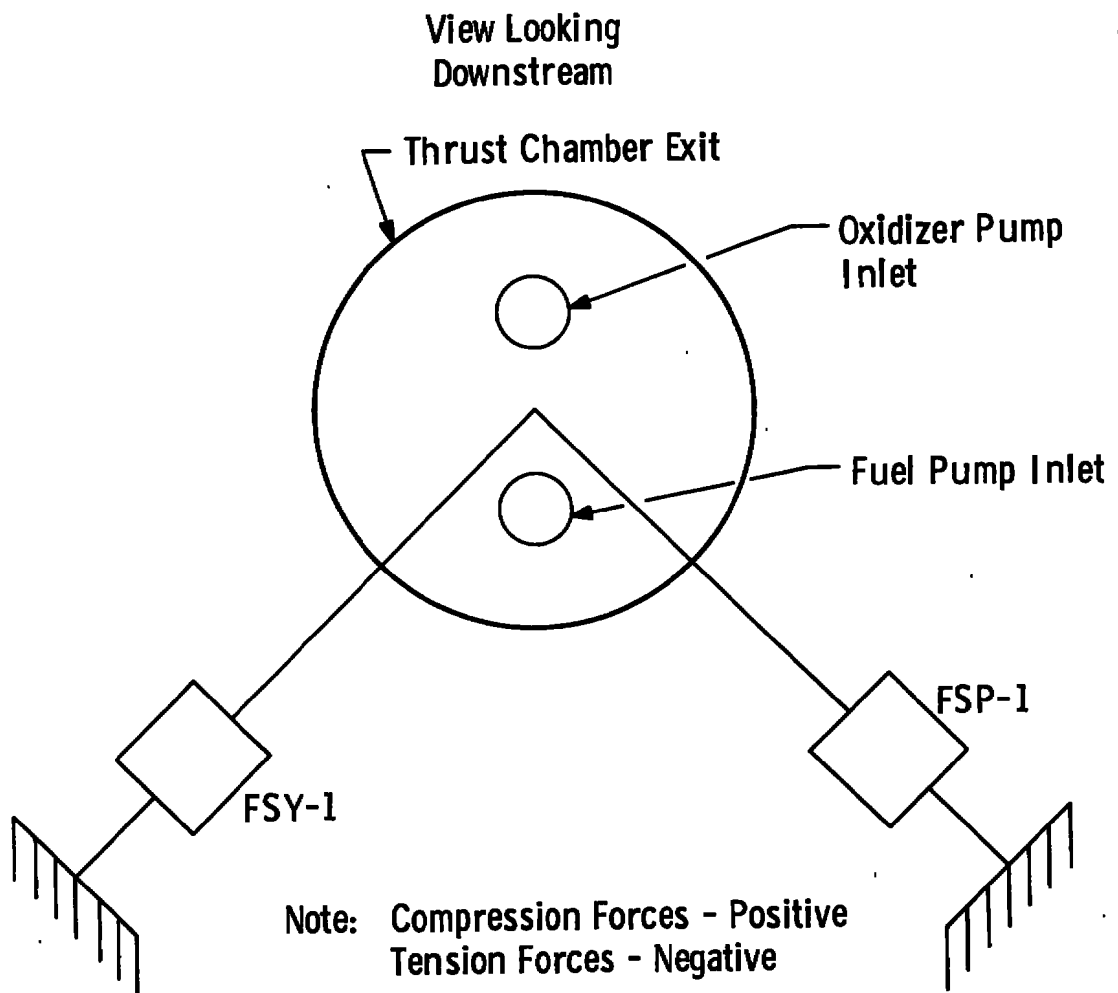 View Looking
Downstream
Thrust Chamber Exit
Oxidizer Pump
Inlet
Fuel Pump Inlet
FSP-1
FSY-1
Note: Compression Forces - Positive
Tension Forces - Negative